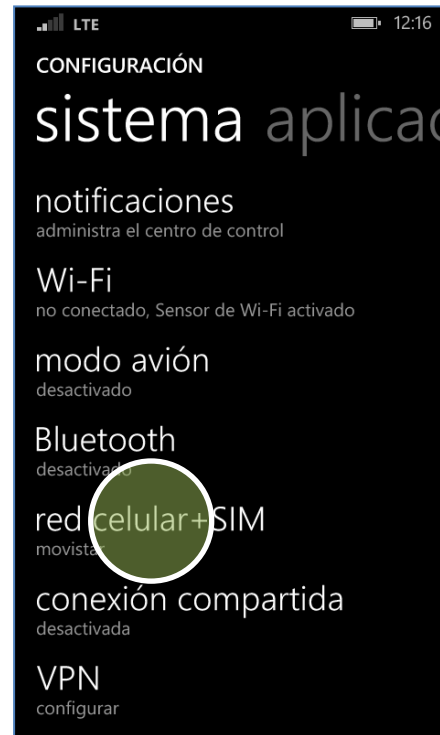 LTE 12:16
CONFIGURACIÓN
sistema aplicac
notificaciones
administra el centro de control
Wi-Fi
no conectado, Sensor de Wi-Fi activado
modo avión
desactivado
Bluetooth
desactivado
red celular+SIM
movistar
conexión compartida
desactivada
VPN
configurar